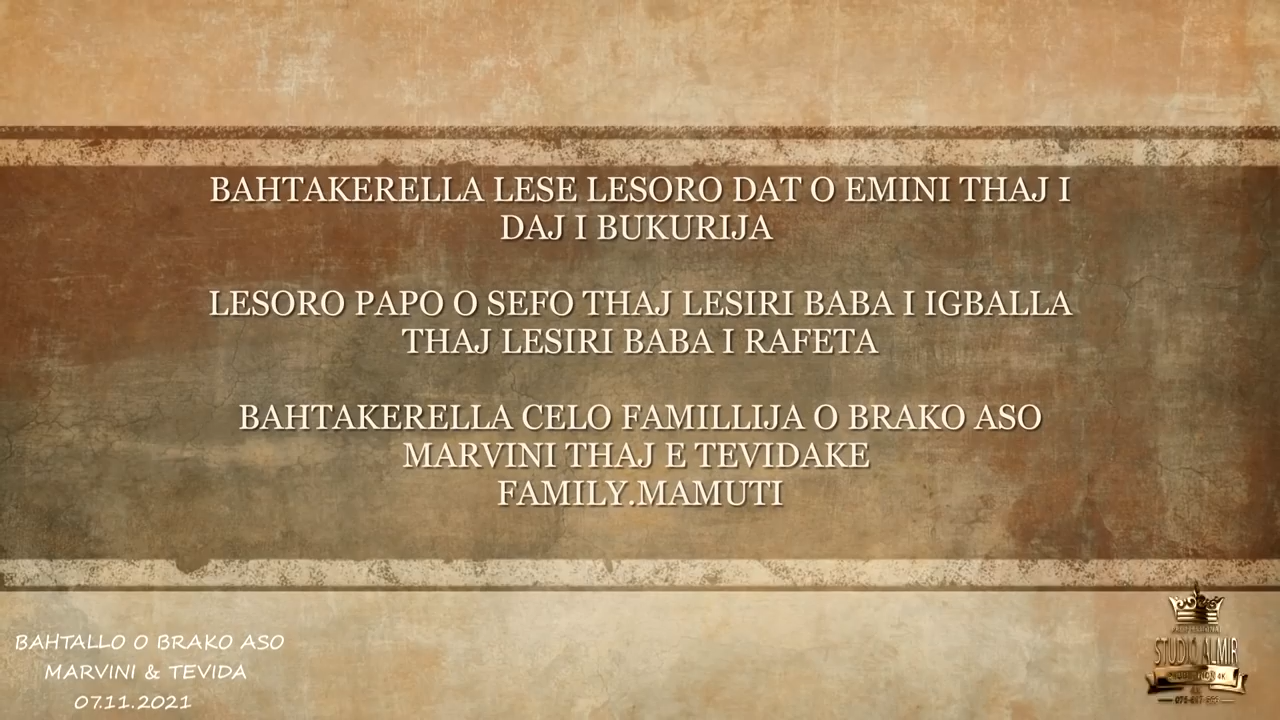 BAHTAKERELLA LESE LESORO DAT O EMINI THAJ I
DAJ I BUKURIJA
LESORO PAPO O SEFO THAJ LESIRI BABA I IGBALLA
THAJ LESIRI BABA I RAFETA
BAHTAKERELLA CELO FAMILLIJA O BRAKO ASO
MARVINI THAJ E TEVIDAKE
FAMILY.MAMUTI
BAHTALLO O BRAKO ASO
MARVINI & TEVIDA
07.11.2021
STUDIO ALMIR